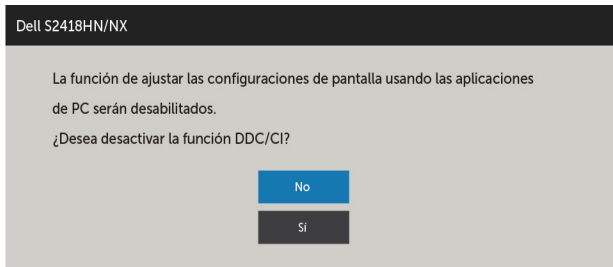 Dell S2418HN/NX
La función de ajustar las configuraciones de pantalla usando las aplicaciones
de PC serán desabilitados.
¿Desea desactivar la función DDC/CI?
No
Sí